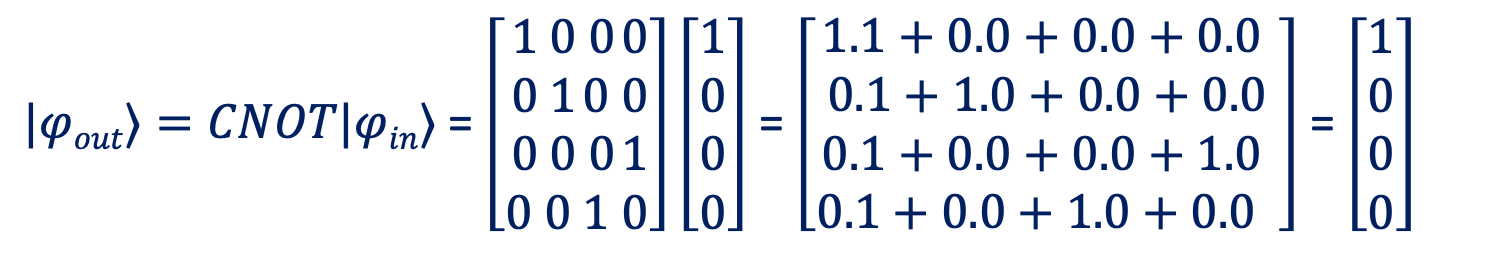 |φ_out⟩ = CNOT|φ_in⟩ = [1 0 0 0; 0 1 0 0; 0 0 0 1; 0 0 1 0] [1; 0; 0; 0] = [1.1 + 0.0 + 0.0 + 0.0; 0.1 + 1.0 + 0.0 + 0.0; 0.1 + 0.0 + 0.0 + 1.0; 0.1 + 0.0 + 1.0 + 0.0] = [1; 0; 0; 0]